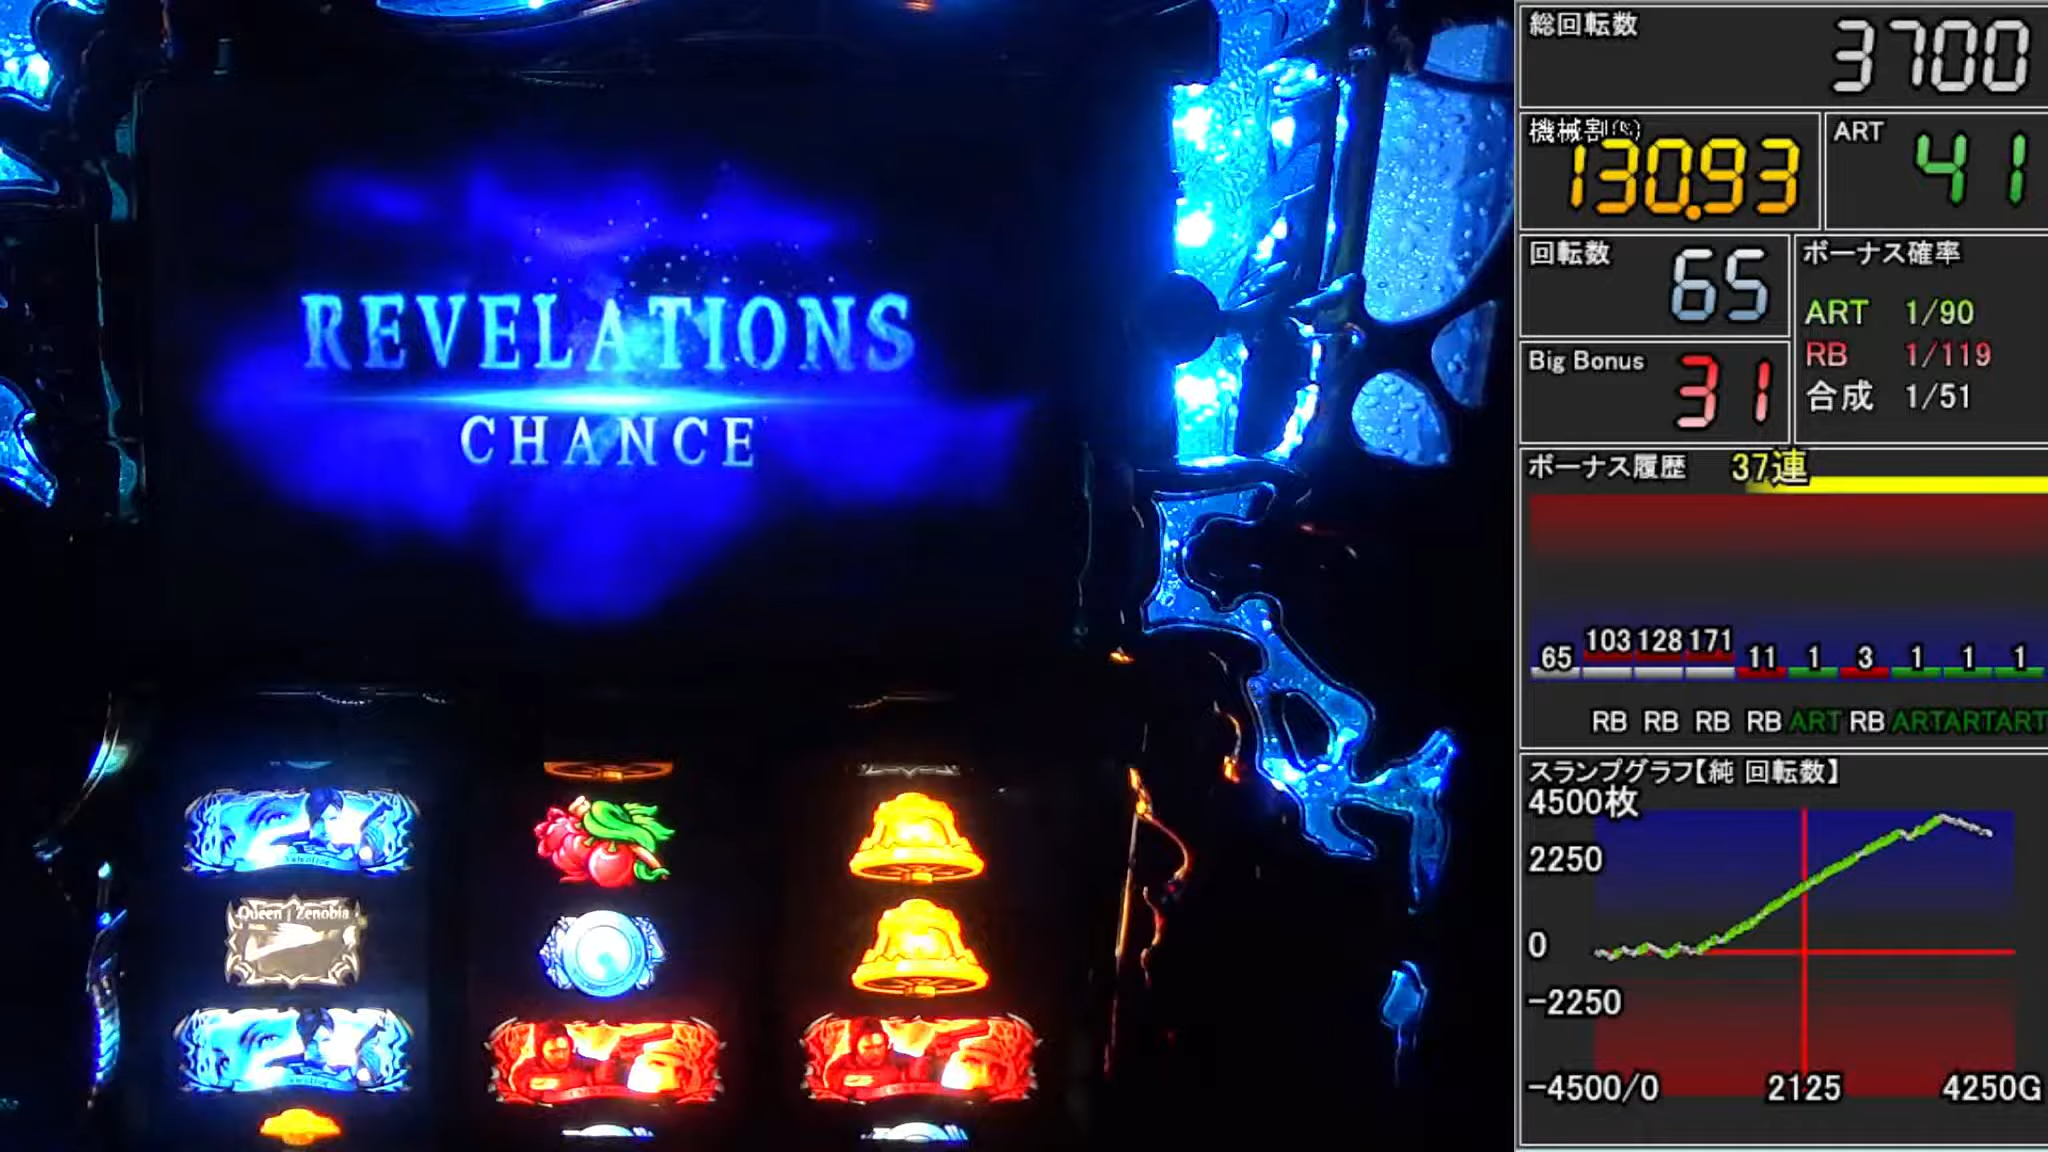 REVELATIONS
CHANCE
Queen Zenobia
総回転数
3700
機械割(%)
130.93
ART
41
回転数
65
Big Bonus
31
ボーナス確率
ART 1/90
RB 1/119
合成 1/51
ボーナス履歴 37連
65 103 128 171 11 1 3 1 1 1
RB RB RB RB ART RB ART ART ART
スランプグラフ【純 回転数】
4500枚
2250
0
-2250
-4500/0 2125 4250G